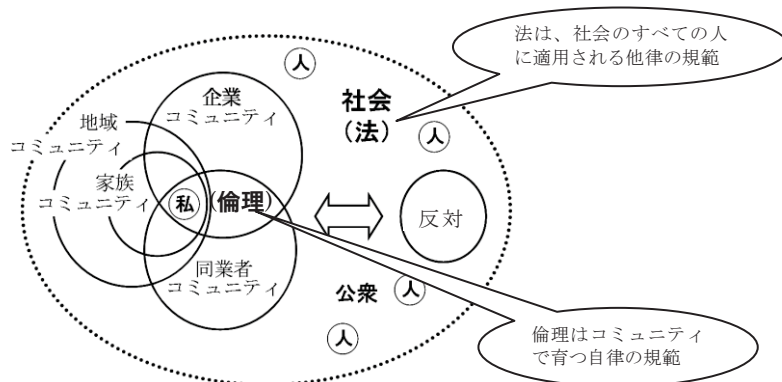 法は、社会のすべての人
に適用される他律の規範
人
企業
コミュニティ
社会
(法)
地域
コミュニティ
人
家族
コミュニティ
私
(倫理)
反対
同業者
コミュニティ
公衆
人
人
倫理はコミュニティ
で育つ自律の規範